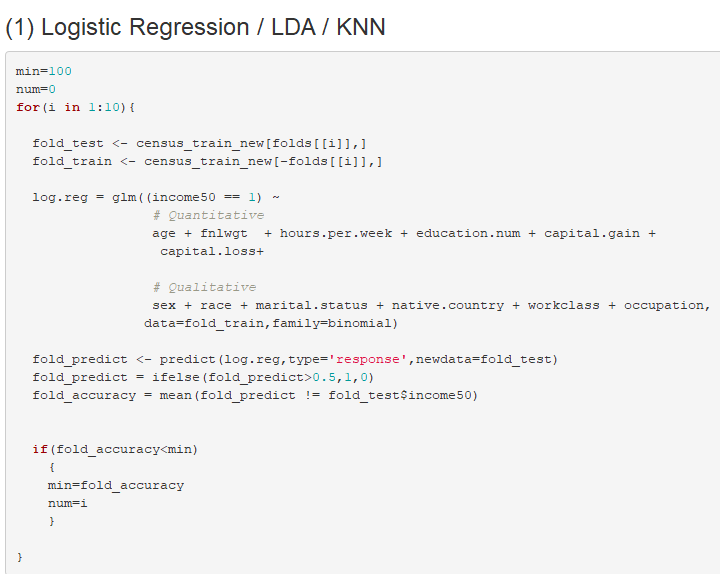 (1) Logistic Regression / LDA / KNN
min=100
num=0
for(i in 1:10){
fold_test <- census_train_new[folds[[i]],]
fold_train <- census_train_new[-folds[[i]],]
log.reg = glm((income50 == 1) ~
# Quantitative
age + fnlwgt  + hours.per.week + education.num + capital.gain +
capital.loss+
# Qualitative
sex + race + marital.status + native.country + workclass + occupation,
data=fold_train,family=binomial)
fold_predict <- predict(log.reg,type='response',newdata=fold_test)
fold_predict = ifelse(fold_predict>0.5,1,0)
fold_accuracy = mean(fold_predict != fold_test$income50)
if(fold_accuracy<min)
{
min=fold_accuracy
num=i
}
}